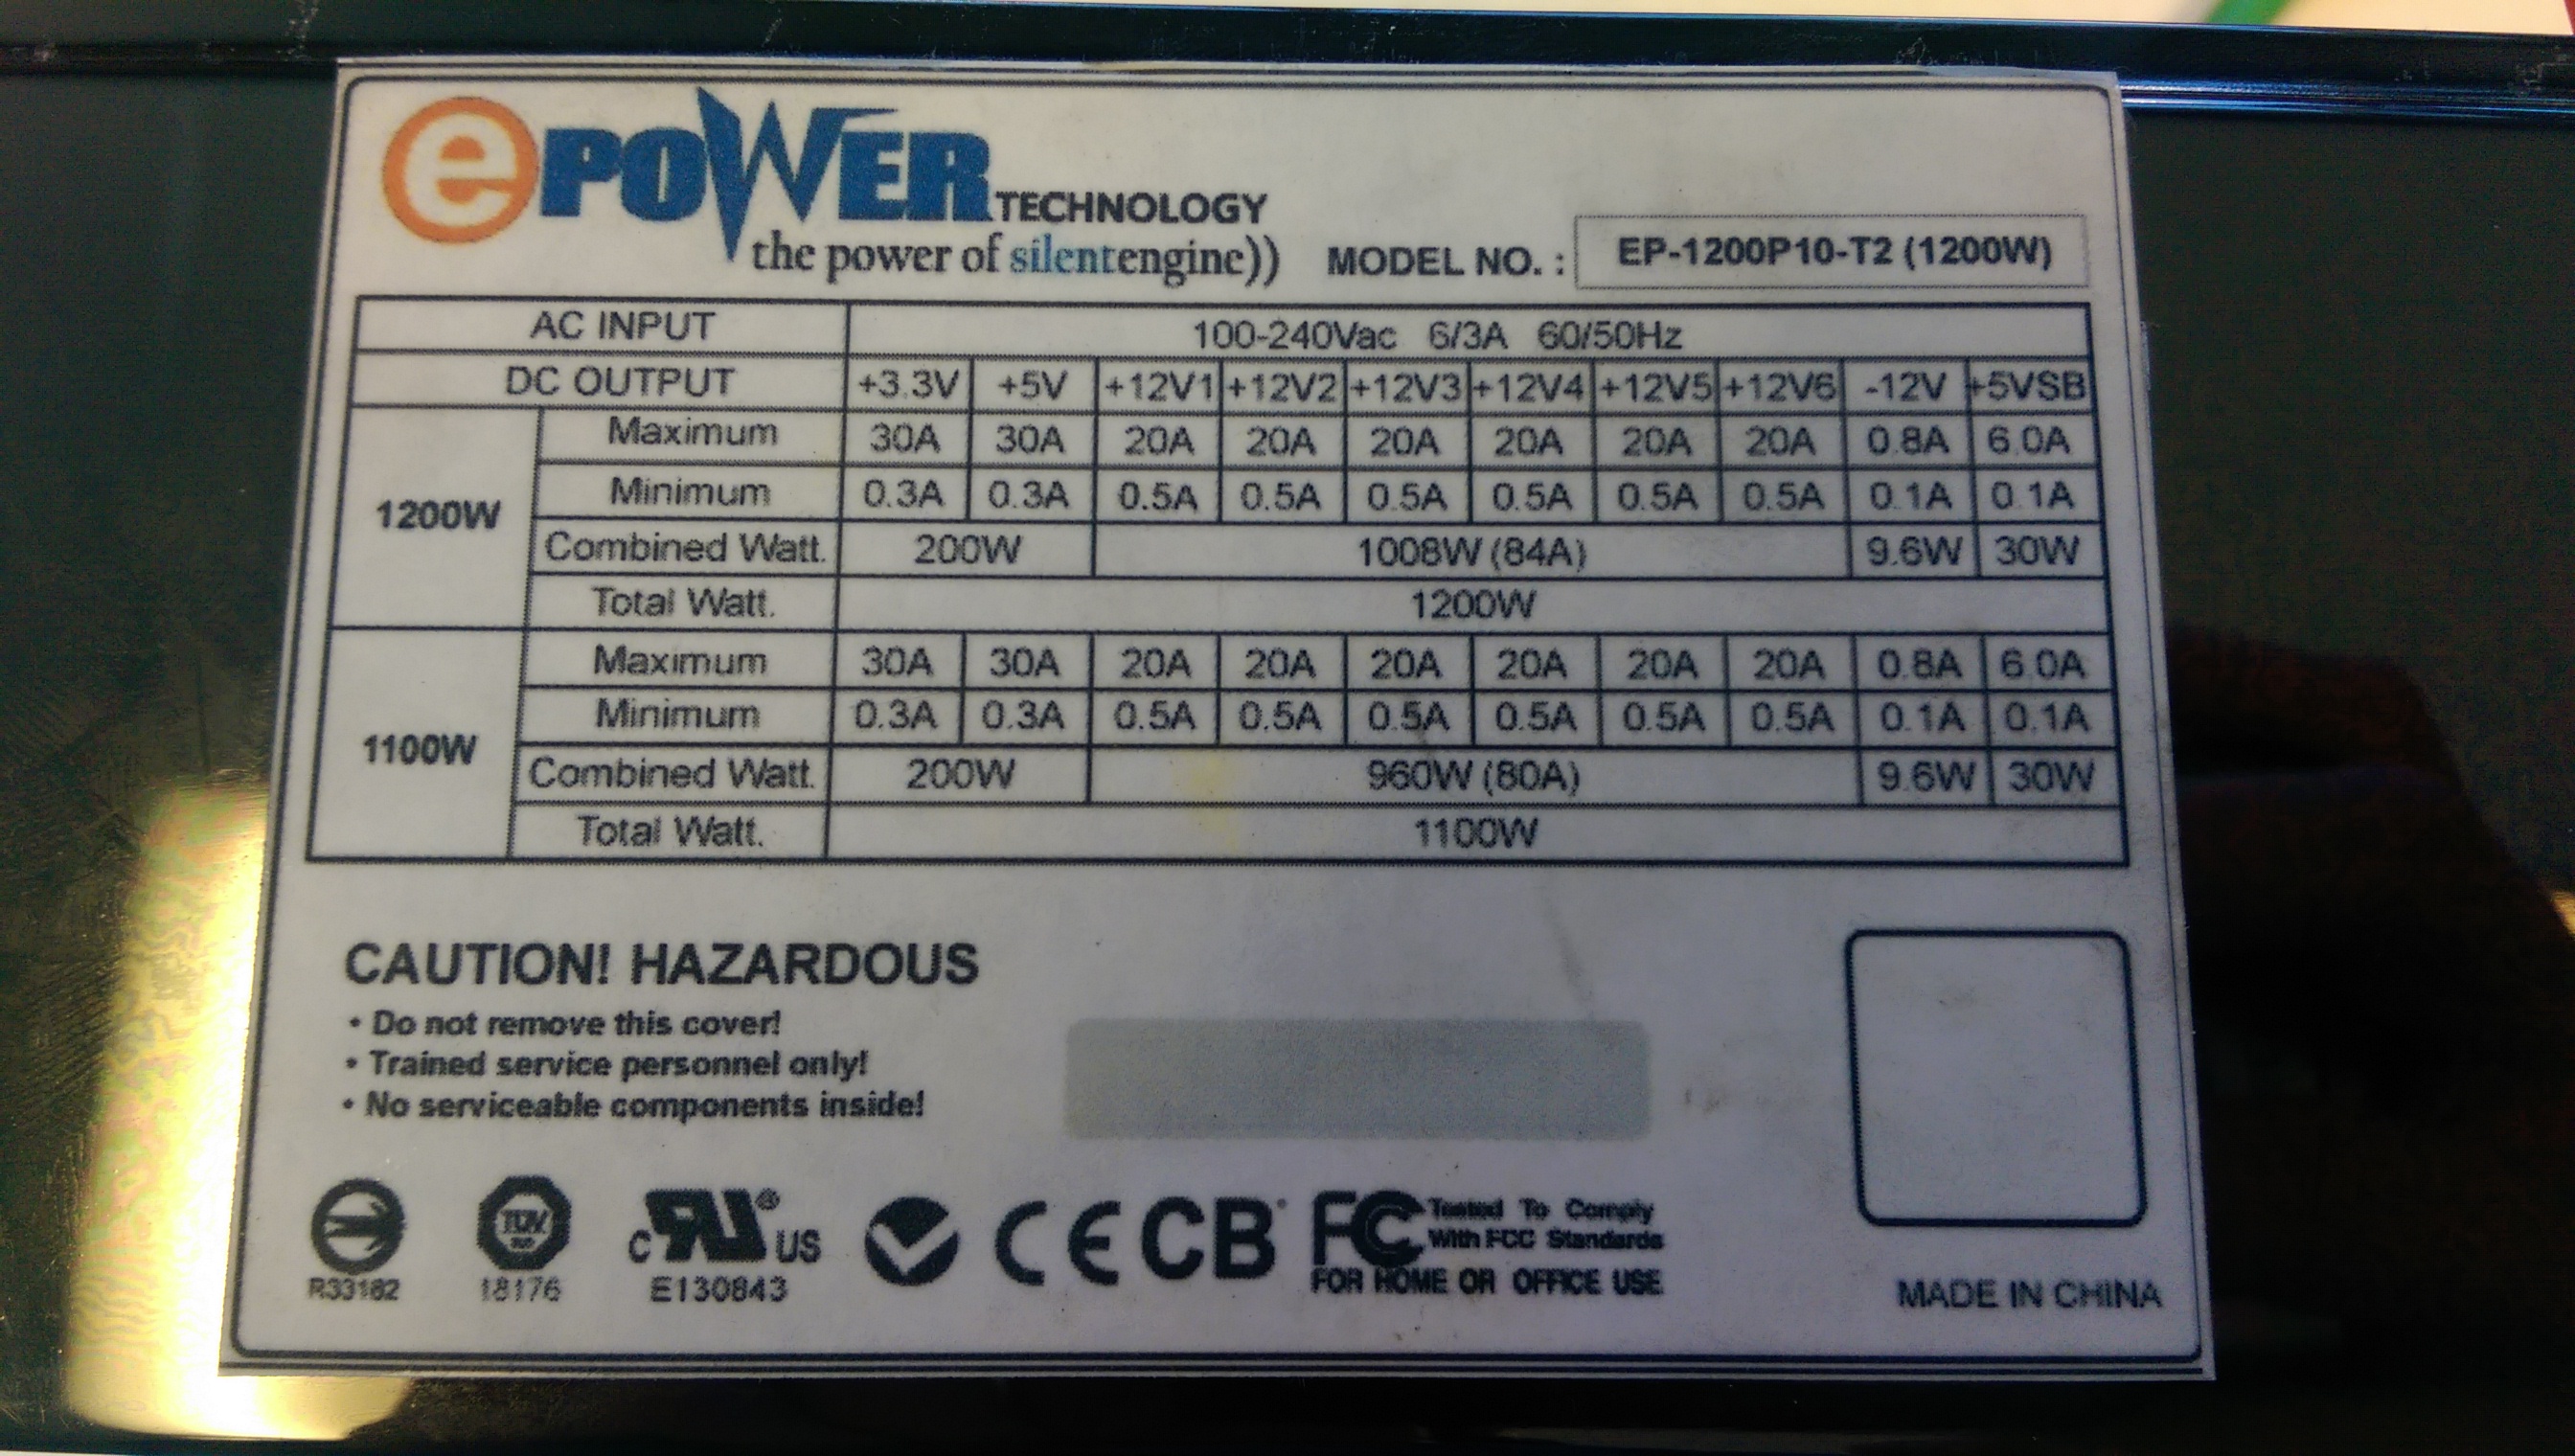 ePOWER TECHNOLOGY
the power of silentengine))
MODEL NO. : EP-1200P10-T2 (1200W)
AC INPUT 100-240Vac 6/3A 60/50Hz
DC OUTPUT +3.3V +5V +12V1 +12V2 +12V3 +12V4 +12V5 +12V6 -12V +5VSB
1200W
Maximum 30A 30A 20A 20A 20A 20A 20A 20A 0.8A 6.0A
Minimum 0.3A 0.3A 0.5A 0.5A 0.5A 0.5A 0.5A 0.5A 0.1A 0.1A
Combined Watt. 200W 1008W (84A) 9.6W 30W
Total Watt. 1200W
1100W
Maximum 30A 30A 20A 20A 20A 20A 20A 20A 0.8A 6.0A
Minimum 0.3A 0.3A 0.5A 0.5A 0.5A 0.5A 0.5A 0.5A 0.1A 0.1A
Combined Watt. 200W 960W (80A) 9.6W 30W
Total Watt. 1100W
CAUTION! HAZARDOUS
• Do not remove this cover!
• Trained service personnel only!
• No serviceable components inside!
R33182
TUV
18176
c RU ® US
E130843
CE
CB
FC Tested To Comply
With FCC Standards
FOR HOME OR OFFICE USE
MADE IN CHINA